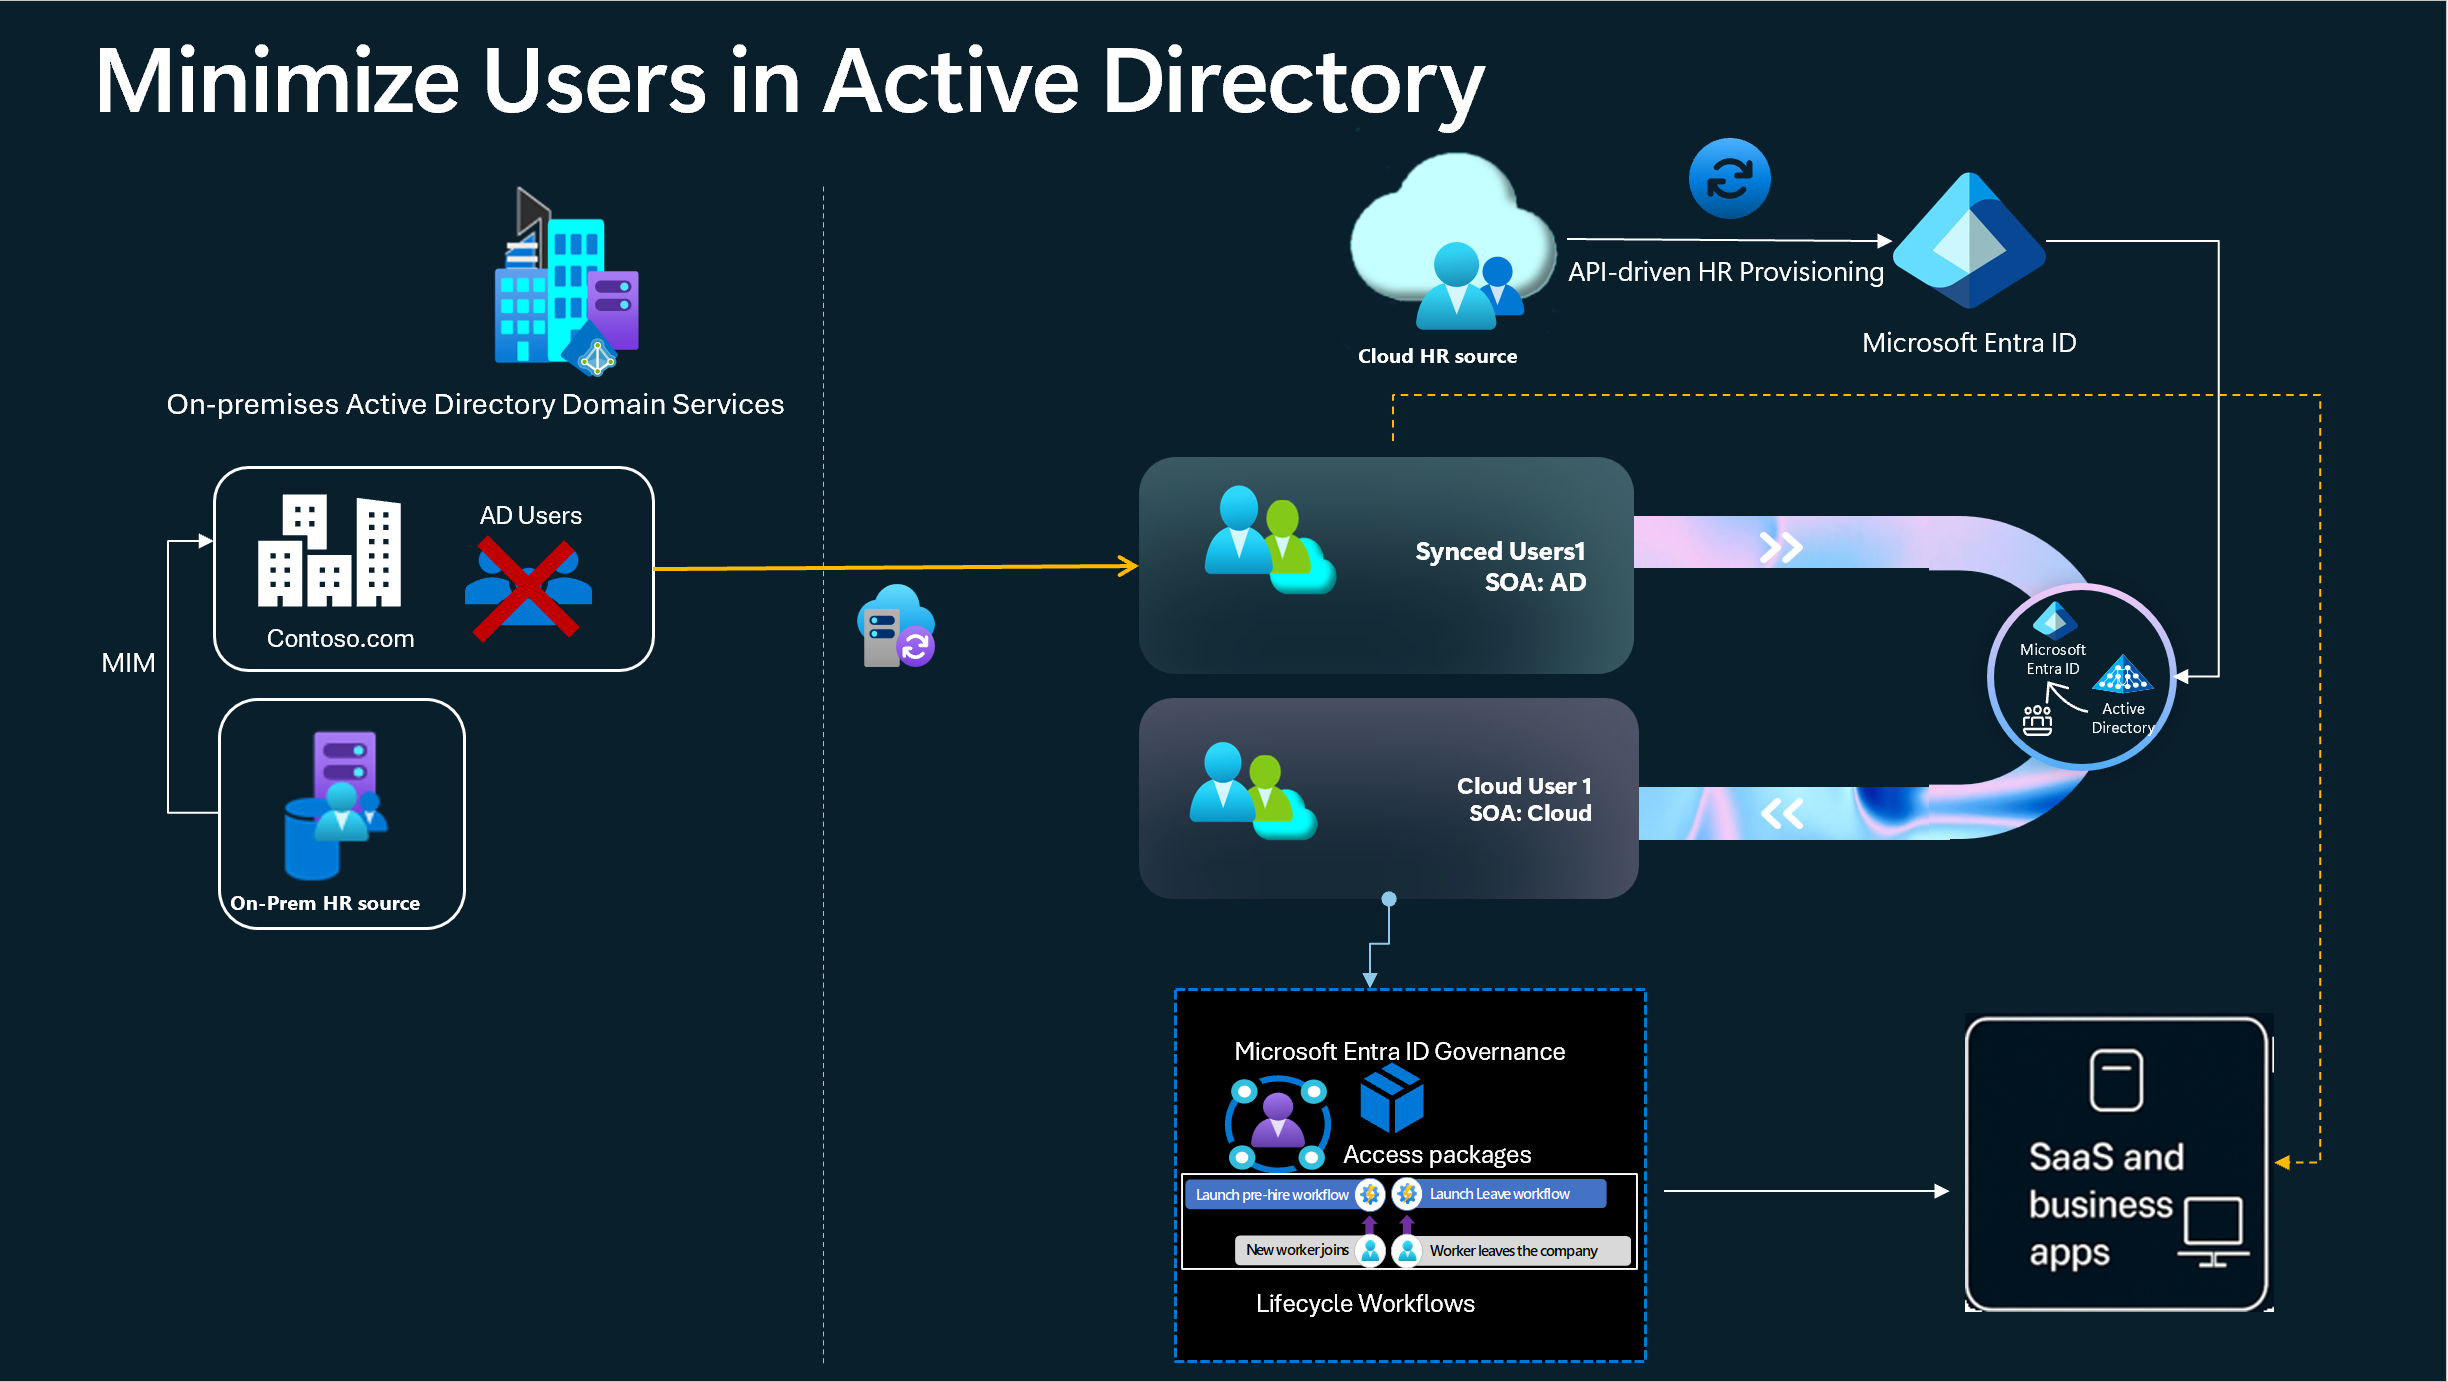 Minimize Users in Active Directory
On-premises Active Directory Domain Services
AD Users
Contoso.com
MIM
On-Prem HR source
Cloud HR source
API-driven HR Provisioning
Microsoft Entra ID
Synced Users1
SOA: AD
Cloud User 1
SOA: Cloud
Microsoft
Entra ID
Active
Directory
Microsoft Entra ID Governance
Access packages
Launch pre-hire workflow
Launch Leave workflow
New worker joins
Worker leaves the company
Lifecycle Workflows
SaaS and
business
apps